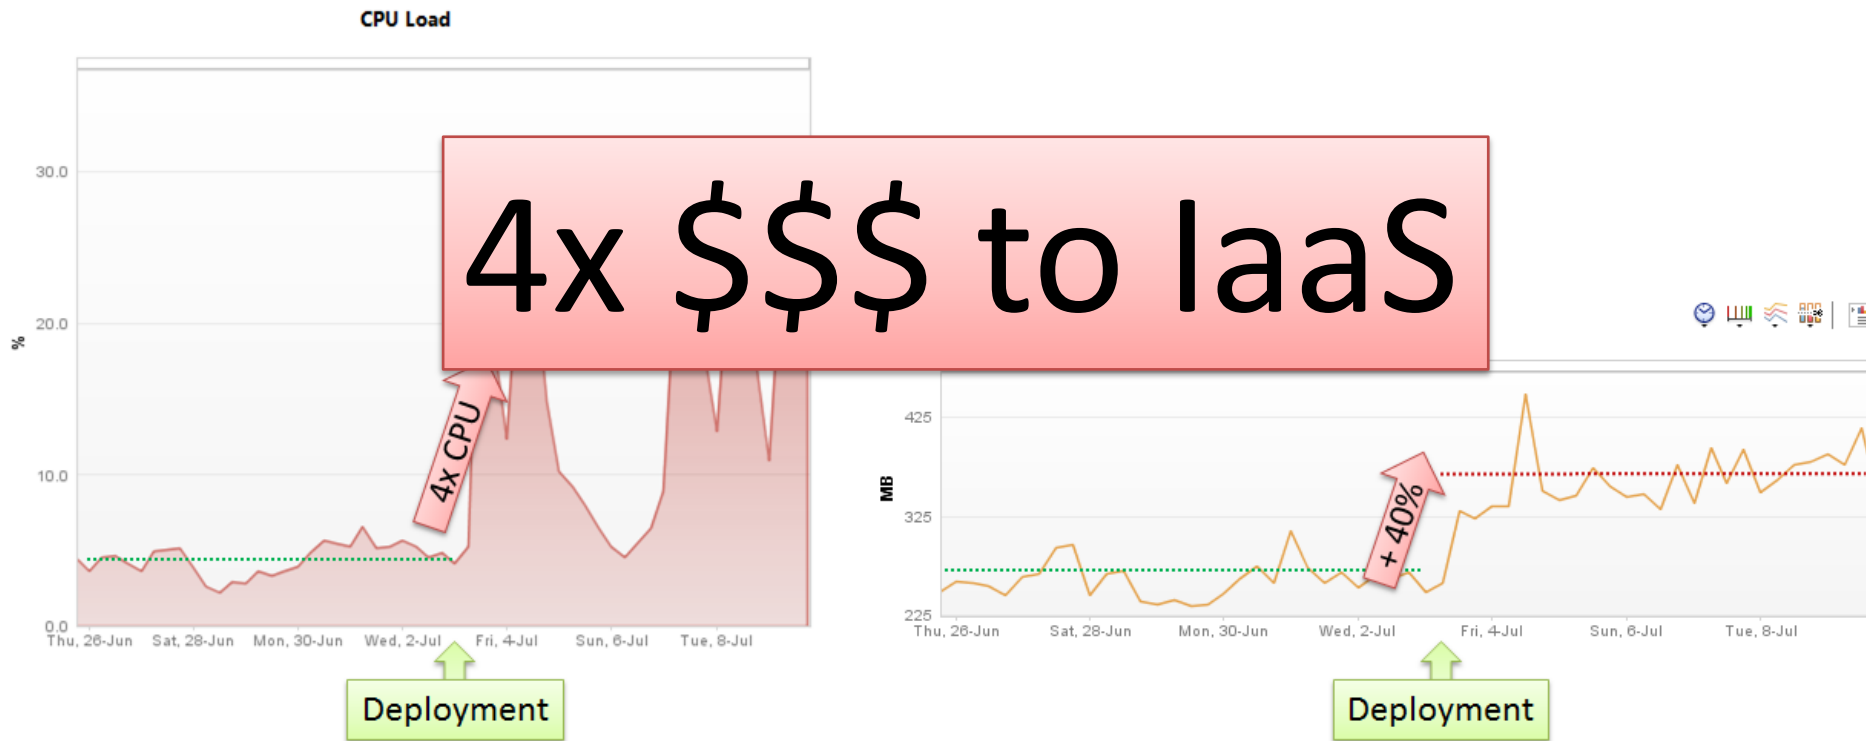 CPU Load
30.0
20.0
%
10.0
0.0
Thu, 26-Jun Sat, 28-Jun Mon, 30-Jun Wed, 2-Jul Fri, 4-Jul Sun, 6-Jul Tue, 8-Jul
4x CPU
Deployment
4x $$$ to IaaS
425
MB
325
225
Thu, 26-Jun Sat, 28-Jun Mon, 30-Jun Wed, 2-Jul Fri, 4-Jul Sun, 6-Jul Tue, 8-Jul
+ 40%
Deployment